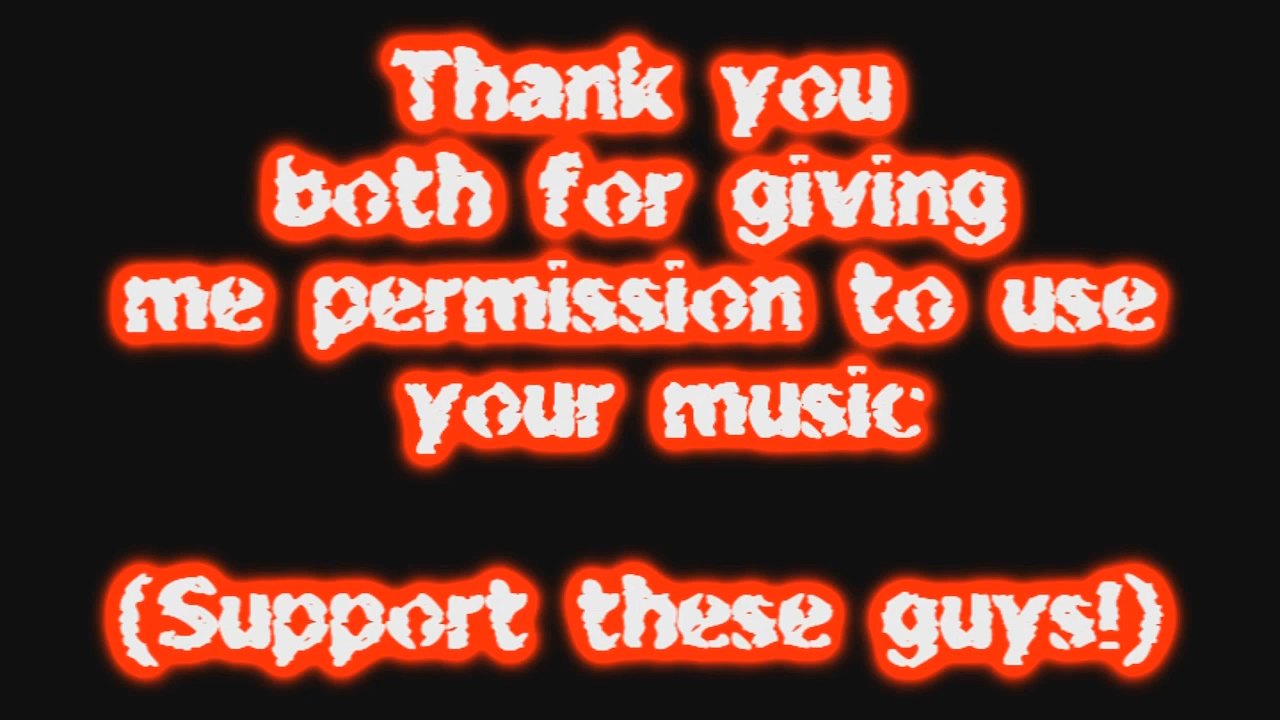 Thank you
both for giving
me permission to use
your music
(Support these guys!)